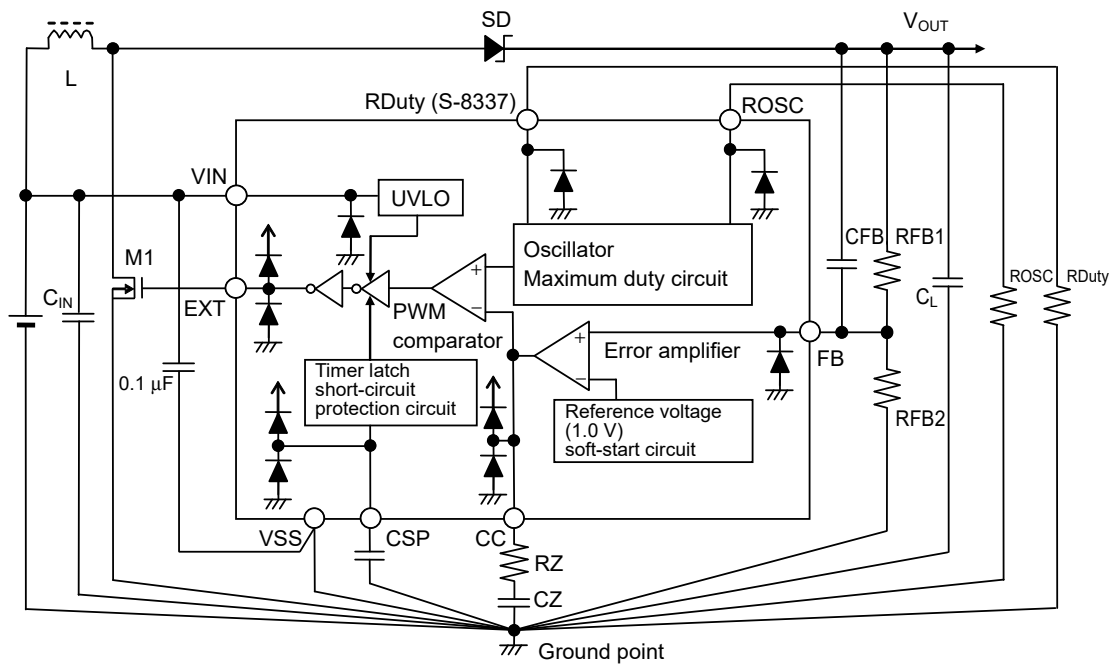 SD
VOUT
L
RDuty (S-8337)
ROSC
VIN
UVLO
M1
CIN
EXT
Oscillator
Maximum duty circuit
CFB
RFB1
ROSC
RDuty
CL
+
−
PWM
comparator
+
−
Error amplifier
FB
0.1 µF
Timer latch
short-circuit
protection circuit
Reference voltage
(1.0 V)
soft-start circuit
RFB2
VSS
CSP
CC
RZ
CZ
Ground point